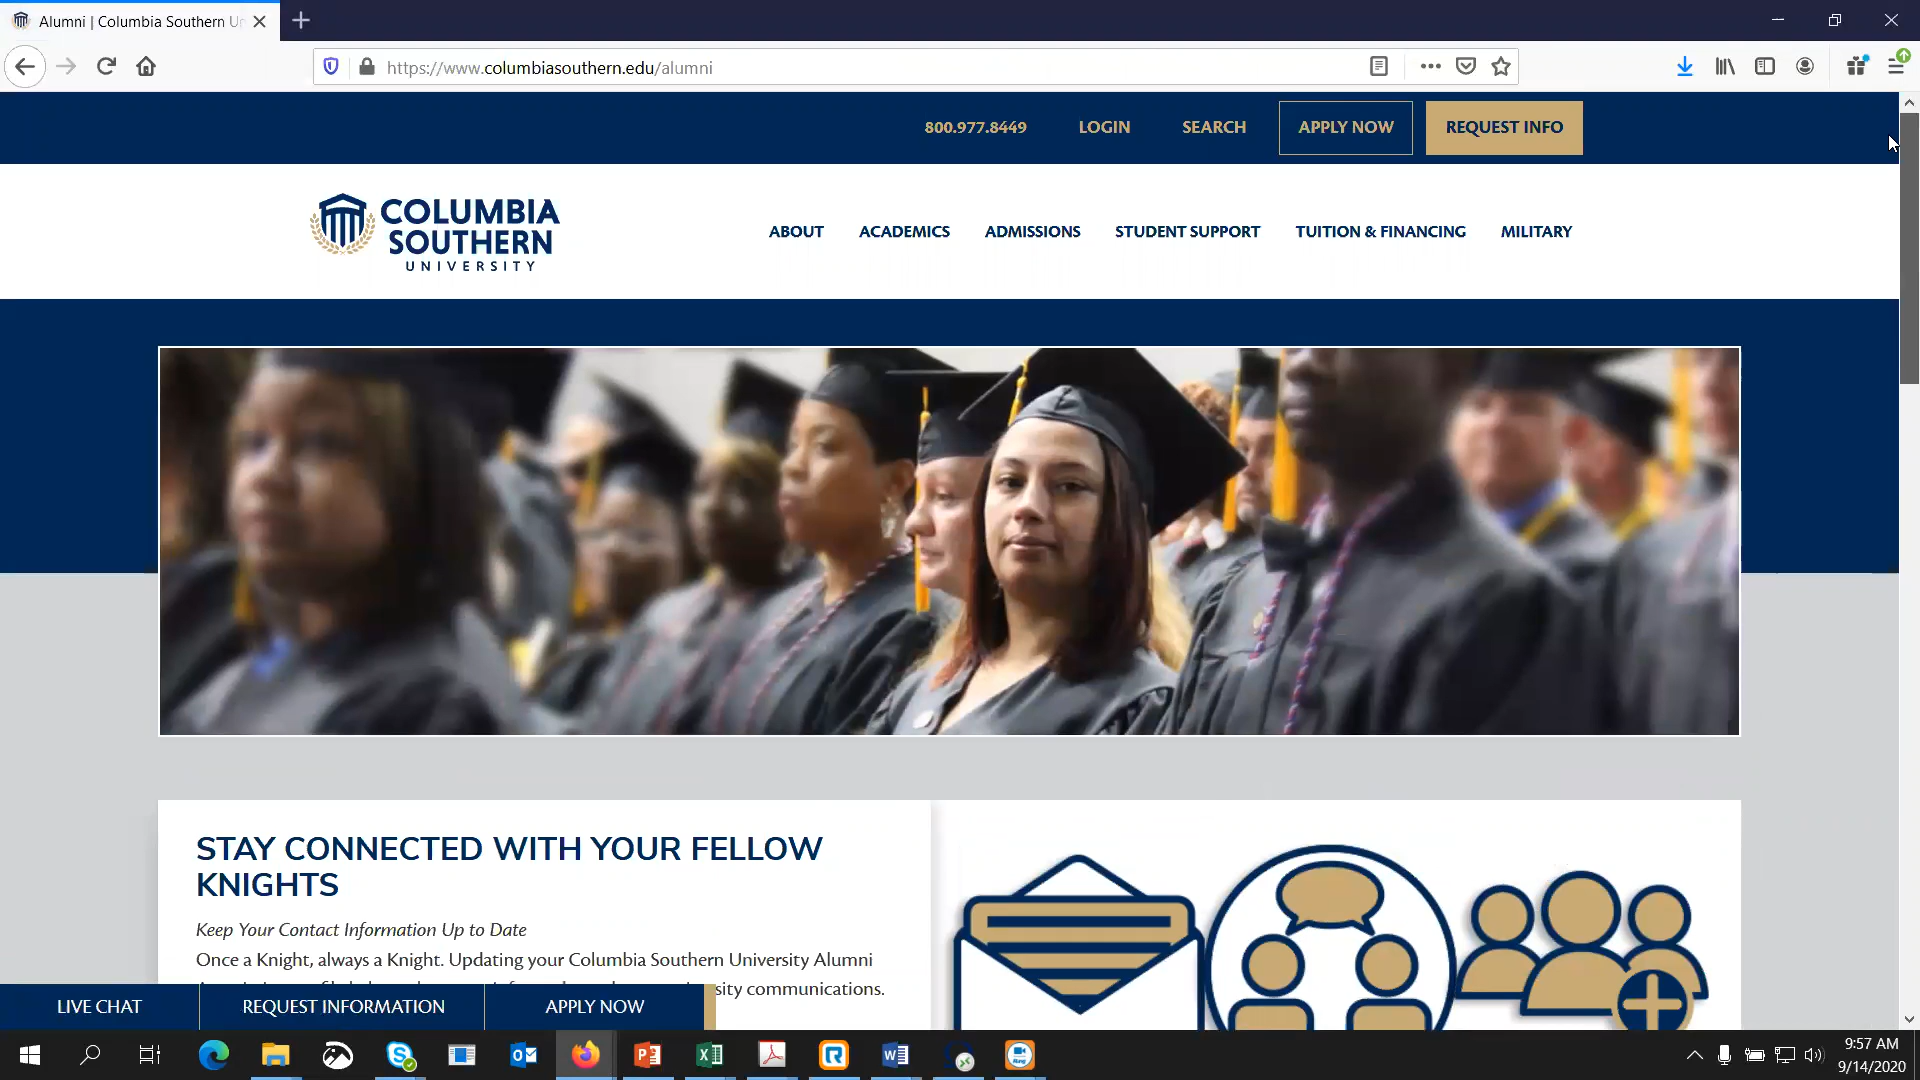 Alumni | Columbia Southern Un
https://www.columbiasouthern.edu/alumni
800.977.8449
LOGIN
SEARCH
APPLY NOW
REQUEST INFO
COLUMBIA
SOUTHERN
UNIVERSITY
ABOUT
ACADEMICS
ADMISSIONS
STUDENT SUPPORT
TUITION & FINANCING
MILITARY
STAY CONNECTED WITH YOUR FELLOW
KNIGHTS
Keep Your Contact Information Up to Date
Once a Knight, always a Knight. Updating your Columbia Southern University Alumni
sity communications.
LIVE CHAT
REQUEST INFORMATION
APPLY NOW
9:57 AM
9/14/2020